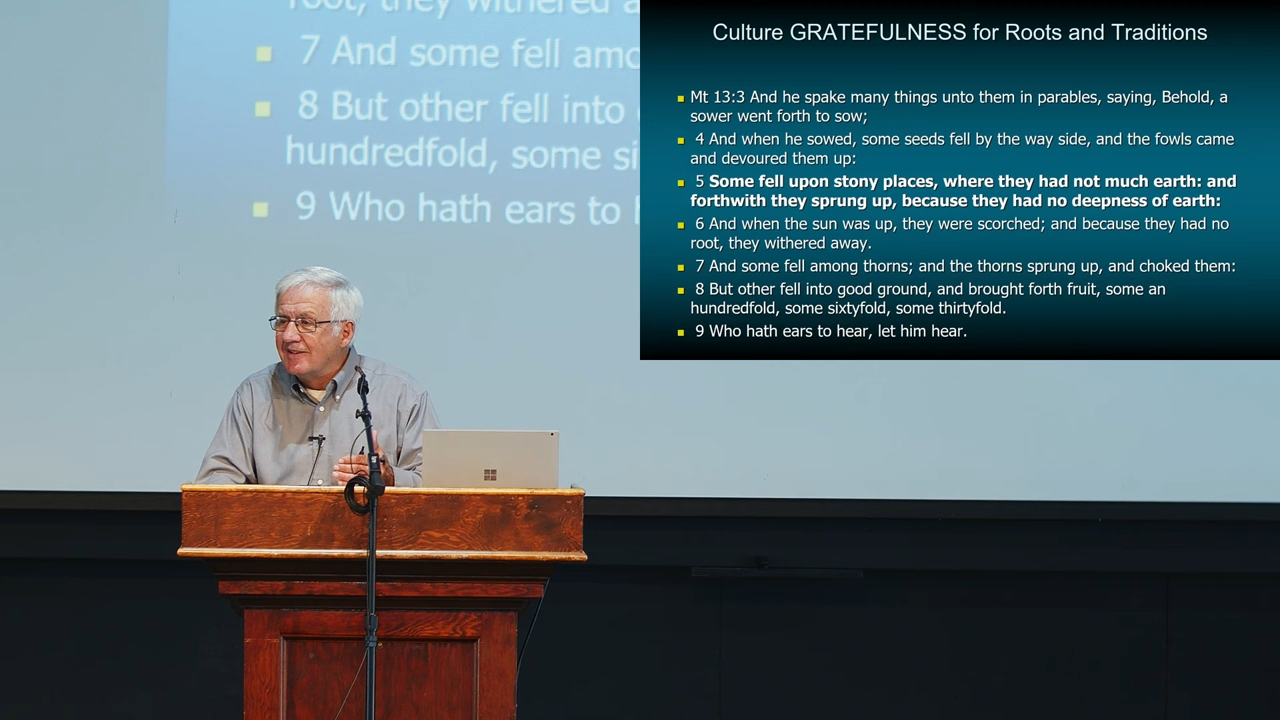 root, they withered a
7 And some fell amo
8 But other fell into
hundredfold, some si
9 Who hath ears to
Culture GRATEFULNESS for Roots and Traditions
Mt 13:3 And he spake many things unto them in parables, saying, Behold, a
sower went forth to sow;
4 And when he sowed, some seeds fell by the way side, and the fowls came
and devoured them up:
5 Some fell upon stony places, where they had not much earth: and
forthwith they sprung up, because they had no deepness of earth:
6 And when the sun was up, they were scorched; and because they had no
root, they withered away.
7 And some fell among thorns; and the thorns sprung up, and choked them:
8 But other fell into good ground, and brought forth fruit, some an
hundredfold, some sixtyfold, some thirtyfold.
9 Who hath ears to hear, let him hear.